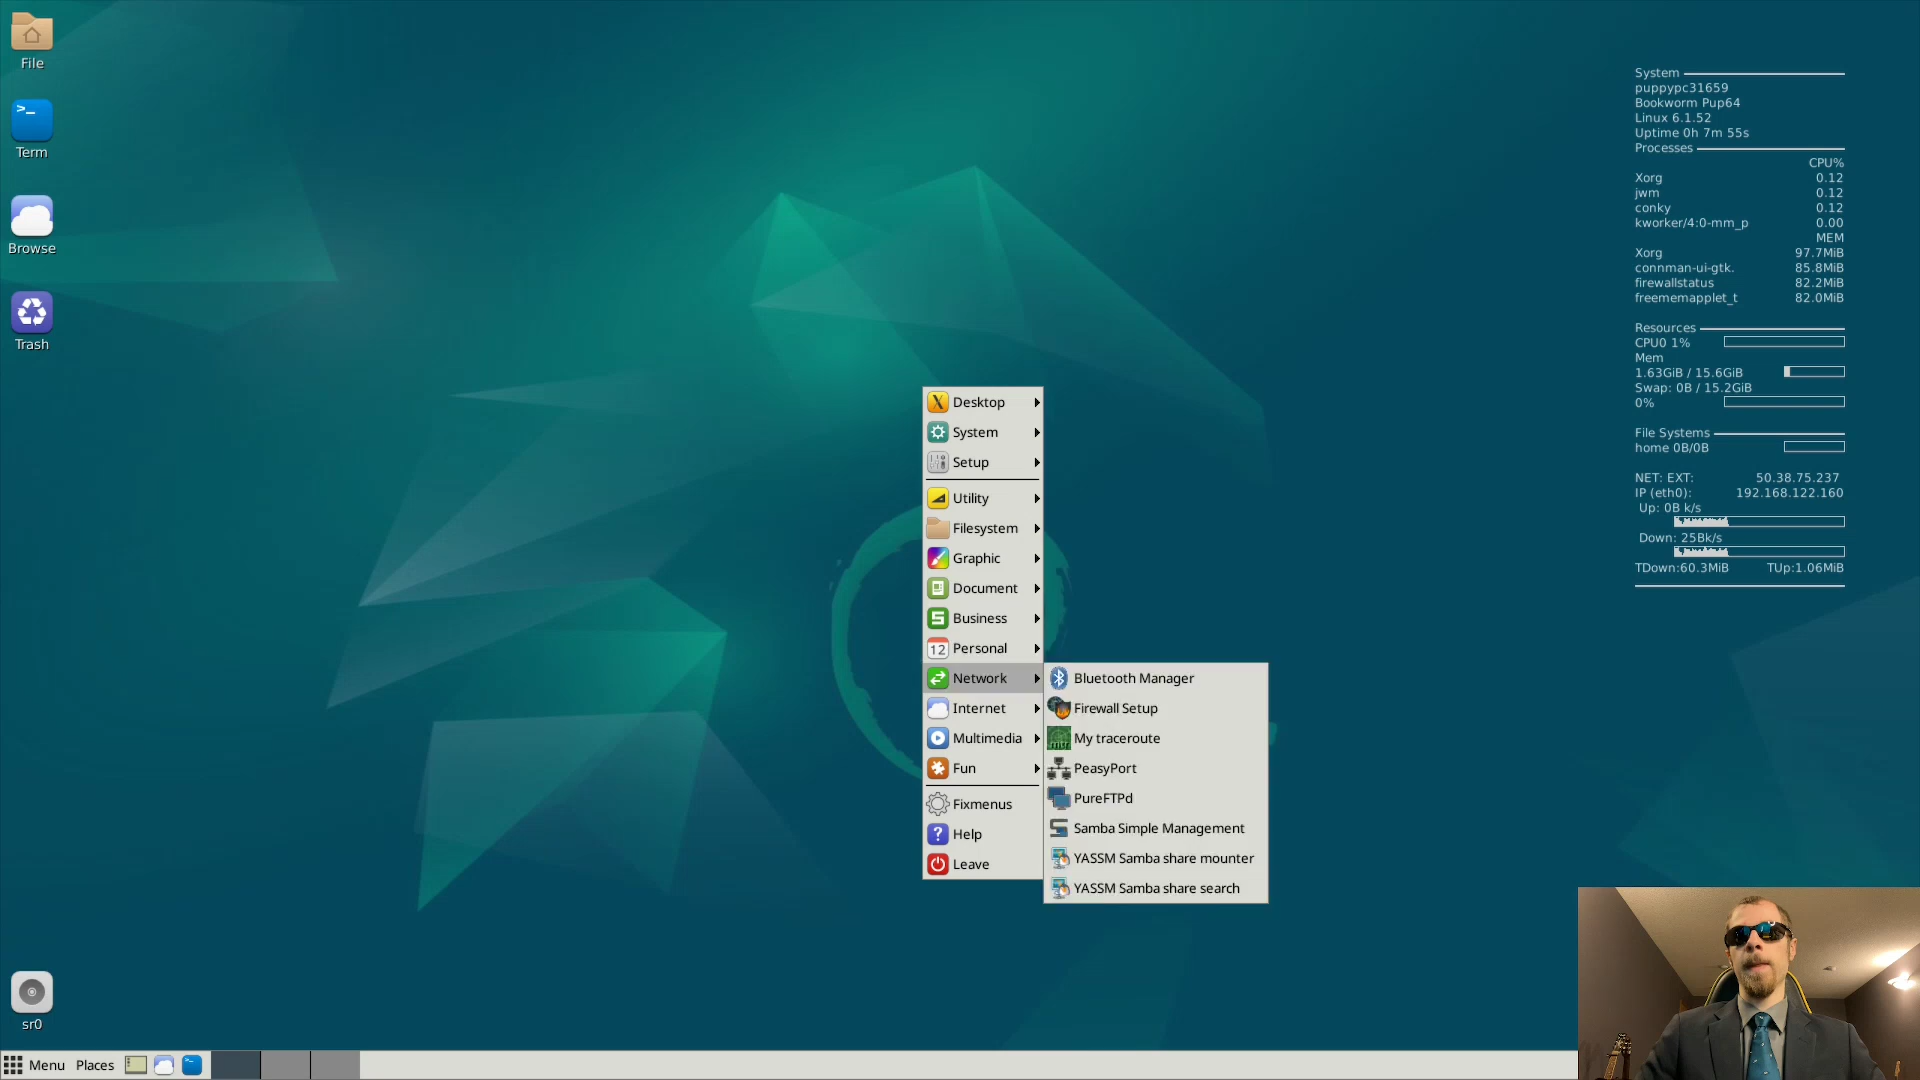 File
Term
Browse
Trash
sr0
Desktop
System
Setup
Utility
Filesystem
Graphic
Document
Business
12 Personal
Network
Internet
Multimedia
Fun
Fixmenus
? Help
Leave
Bluetooth Manager
Firewall Setup
mtr My traceroute
PeasyPort
PureFTPd
Samba Simple Management
YASSM Samba share mounter
YASSM Samba share search
System
puppypc31659
Bookworm Pup64
Linux 6.1.52
Uptime 0h 7m 55s
Processes
CPU%
Xorg 0.12
jwm 0.12
conky 0.12
kworker/4:0-mm_p 0.00
MEM
Xorg 97.7MiB
connman-ui-gtk. 85.8MiB
firewallstatus 82.2MiB
freememapplet_t 82.0MiB
Resources
CPU0 1%
Mem
1.63GiB / 15.6GiB
Swap: 0B / 15.2GiB
0%
File Systems
home 0B/0B
NET: EXT: 50.38.75.237
IP (eth0): 192.168.122.160
Up: 0B k/s
Down: 25Bk/s
TDown:60.3MiB TUp:1.06MiB
Menu Places